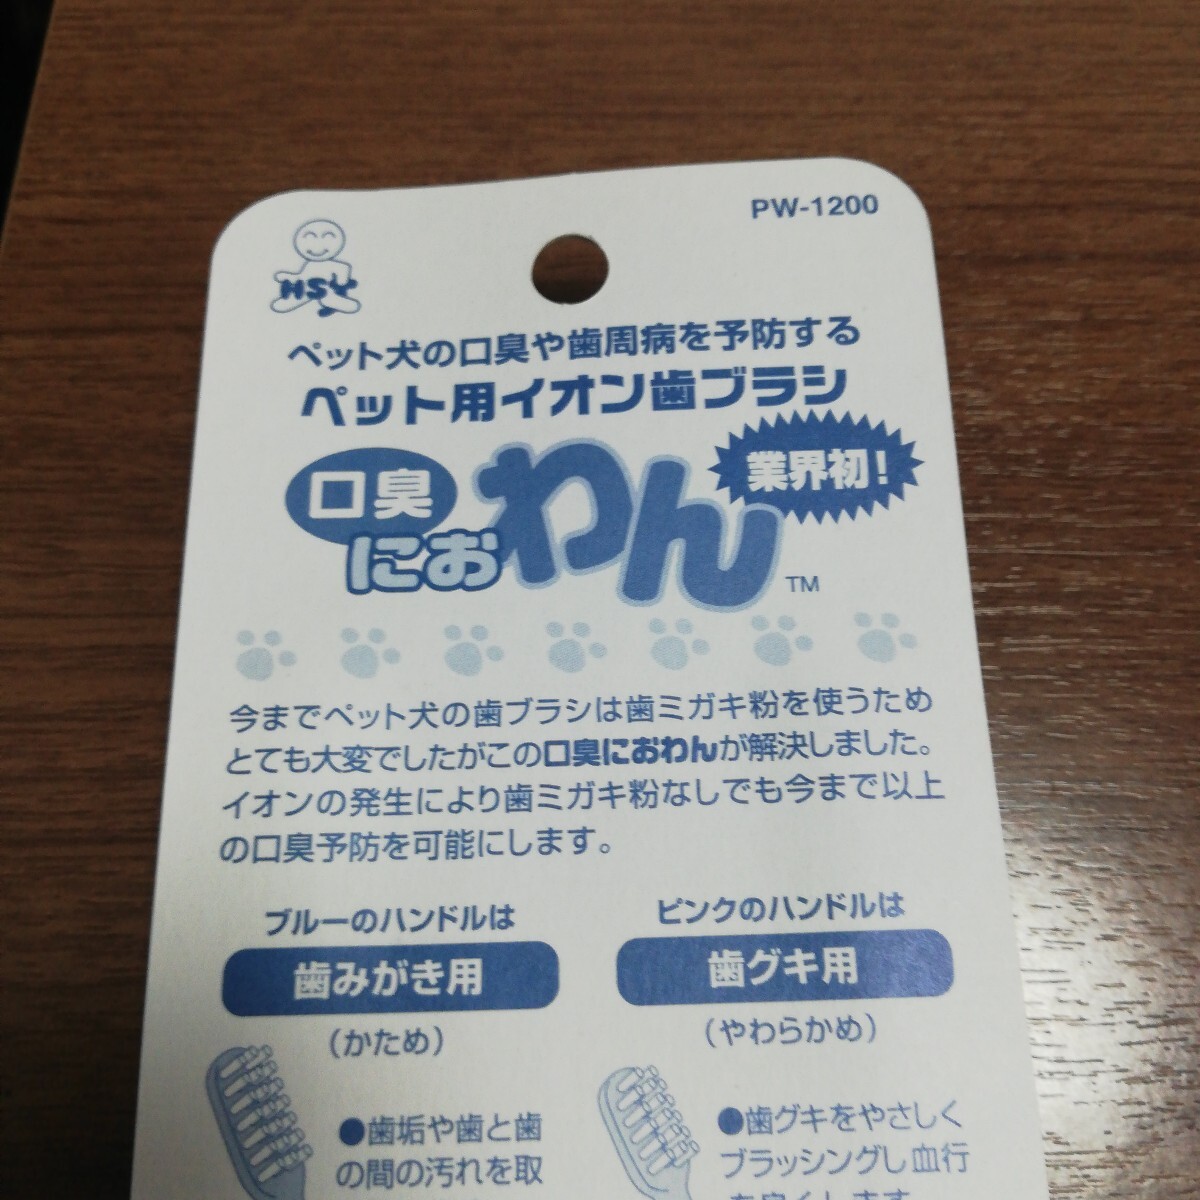 PW-1200
HSV
ペット犬の口臭や歯周病を予防する
ペット用イオン歯ブラシ
業界初!
口臭
におわん
TM
今までペット犬の歯ブラシは歯ミガキ粉を使うため
とても大変でしたがこの口臭におわんが解決しました。
イオンの発生により歯ミガキ粉なしでも今まで以上
の口臭予防を可能にします。
ブルーのハンドルは
歯みがき用
(かため)
●歯垢や歯と歯
の間の汚れを取
ピンクのハンドルは
歯グキ用
(やわらかめ)
●歯グキをやさしく
ブラッシングし血行
を良くします